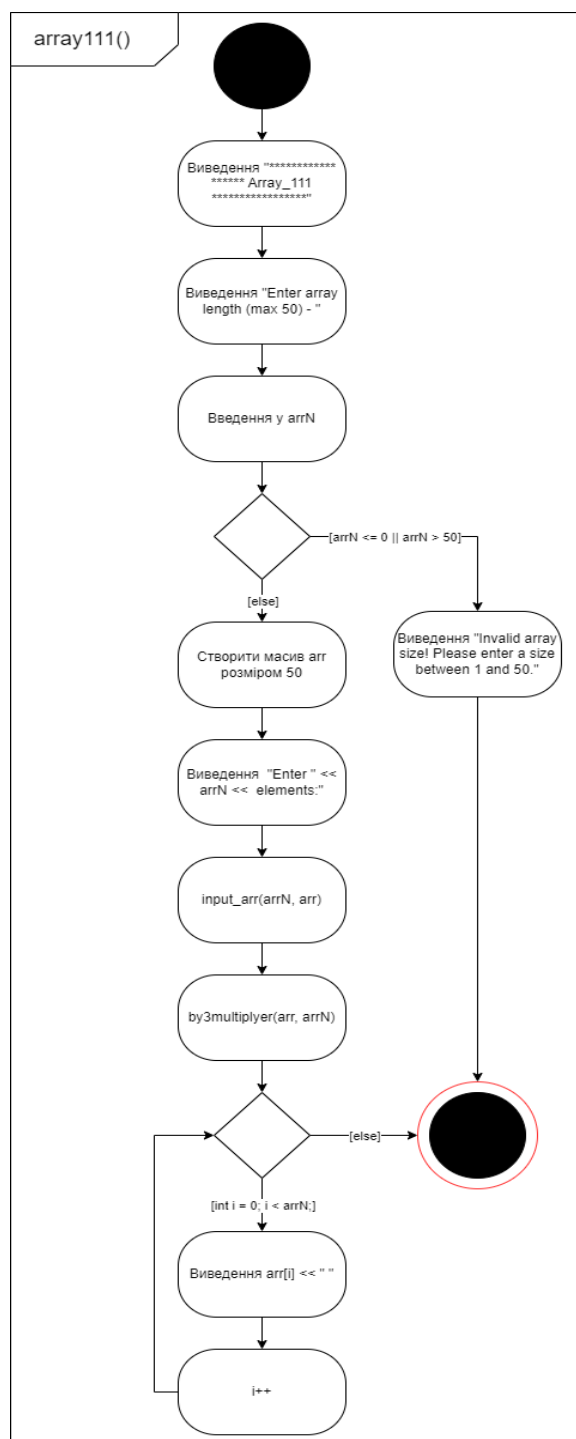 array111()
Виведення "************
****** Array_111
*****************"
Виведення "Enter array
length (max 50) - "
Введення у arrN
[arrN <= 0 || arrN > 50]
[else]
Створити масив arr
розміром 50
Виведення "Invalid array
size! Please enter a size
between 1 and 50."
Виведення  "Enter " <<
arrN <<  elements:"
input_arr(arrN, arr)
by3multiplyer(arr, arrN)
[else]
[int i = 0; i < arrN;]
Виведення arr[i] << " "
i++